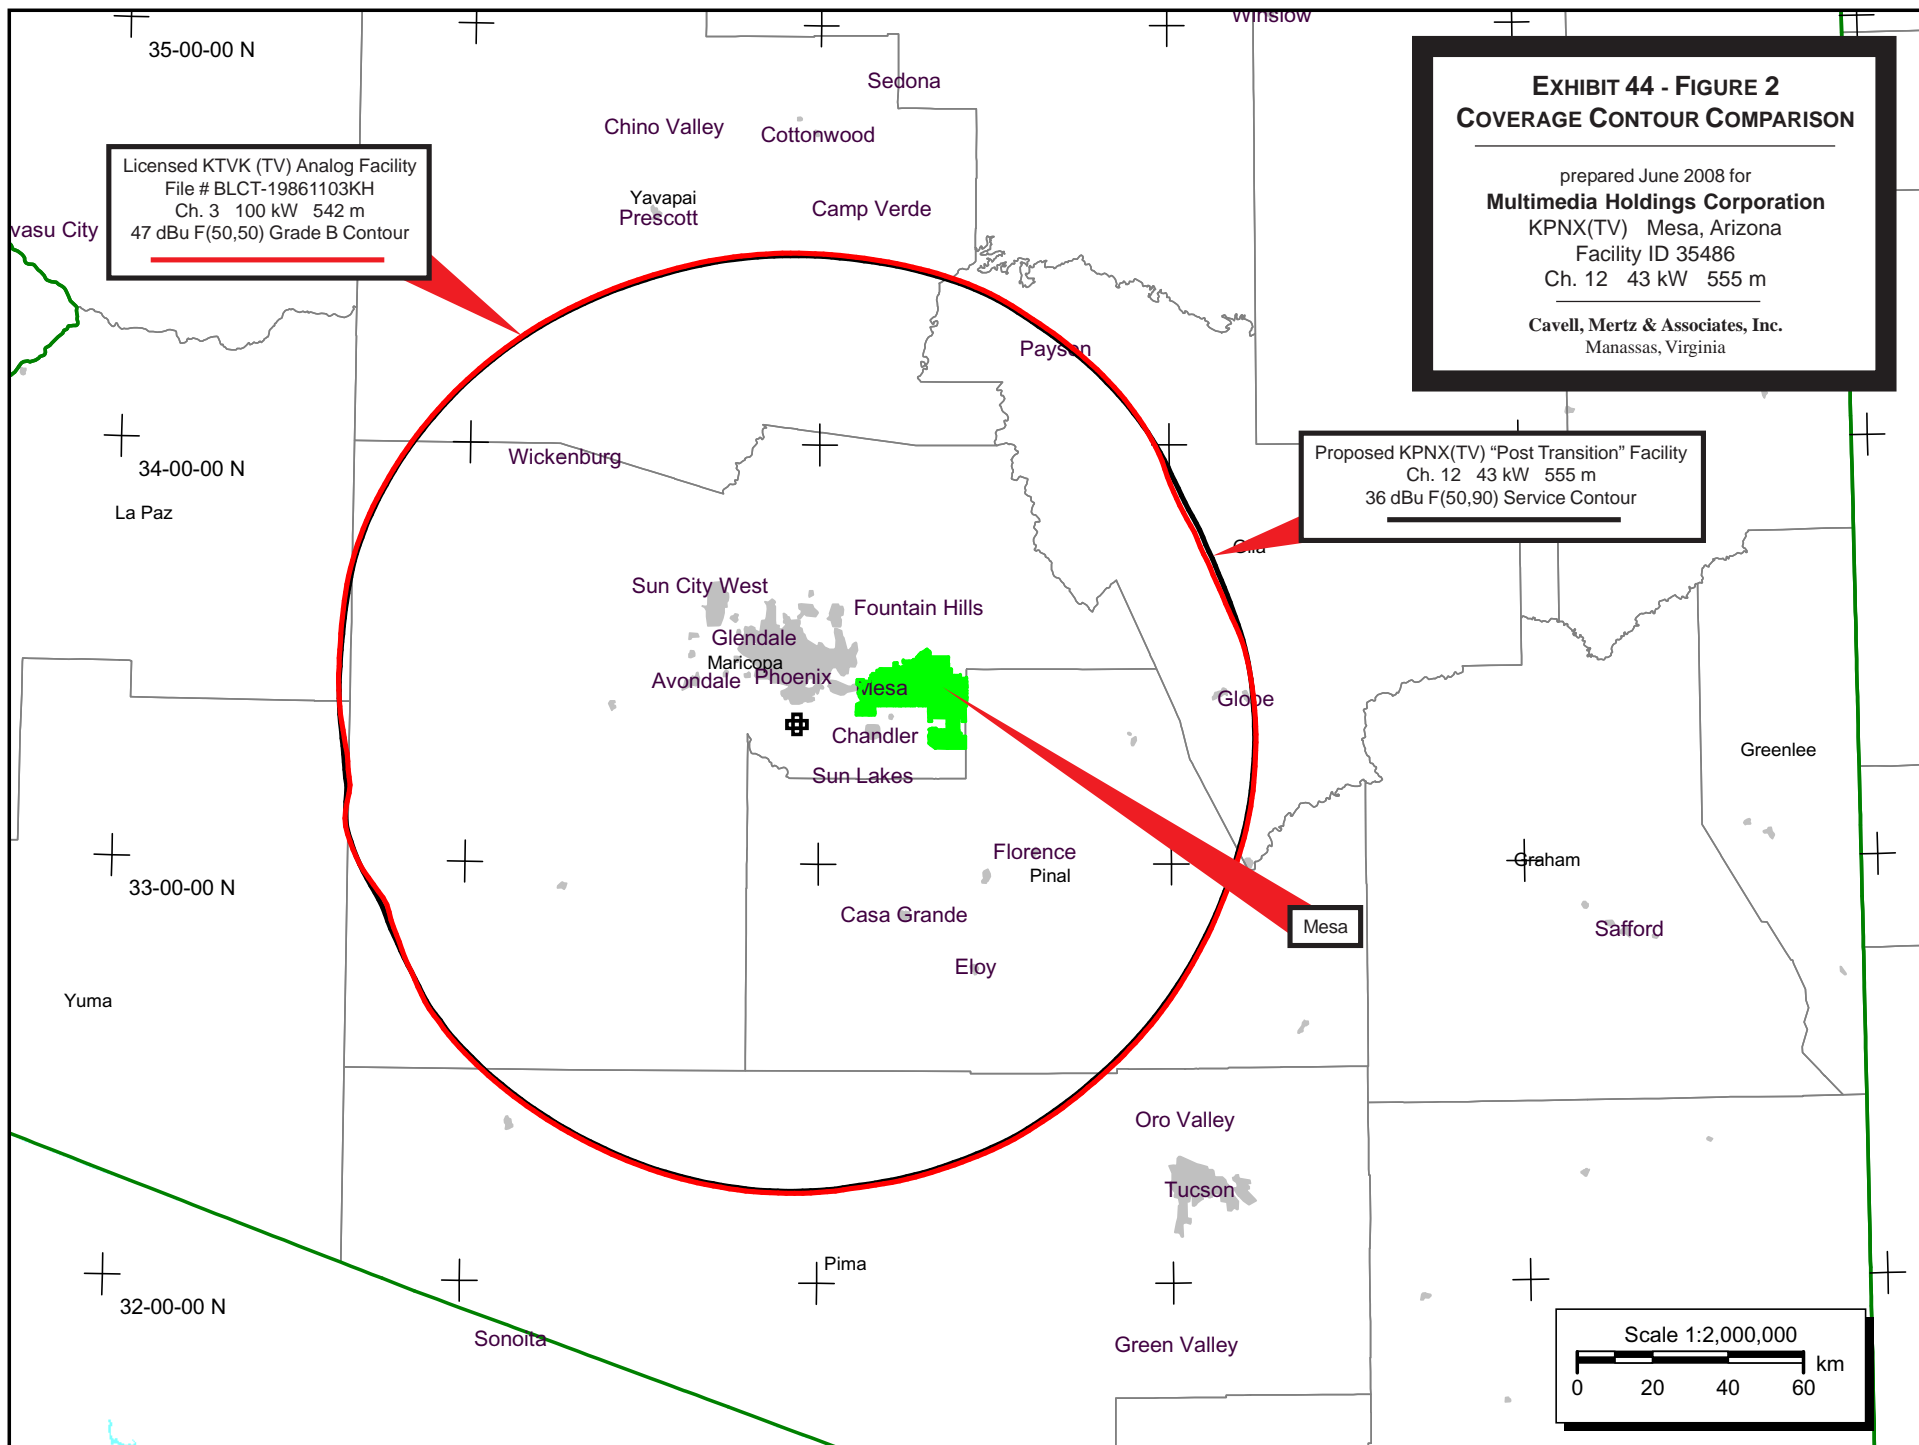 Winslow
35-00-00 N
Sedona
EXHIBIT 44 - FIGURE 2
COVERAGE CONTOUR COMPARISON
prepared June 2008 for
Multimedia Holdings Corporation
KPNX(TV) Mesa, Arizona
Facility ID 35486
Ch. 12 43 kW 555 m
Cavell, Mertz & Associates, Inc.
Manassas, Virginia
Chino Valley
Cottonwood
Licensed KTVK (TV) Analog Facility
File # BLCT-19861103KH
Ch. 3 100 kW 542 m
47 dBu F(50,50) Grade B Contour
Yavapai
Prescott
Camp Verde
vasu City
Payson
34-00-00 N
Wickenburg
Proposed KPNX(TV) “Post Transition” Facility
Ch. 12 43 kW 555 m
36 dBu F(50,90) Service Contour
La Paz
Gila
Sun City West
Fountain Hills
Glendale
Maricopa
Avondale
Phoenix
Mesa
Globe
Chandler
Greenlee
Sun Lakes
Florence
Pinal
Graham
33-00-00 N
Casa Grande
Mesa
Safford
Eloy
Yuma
Oro Valley
Tucson
Pima
32-00-00 N
Sonoita
Green Valley
Scale 1:2,000,000
km
0 20 40 60